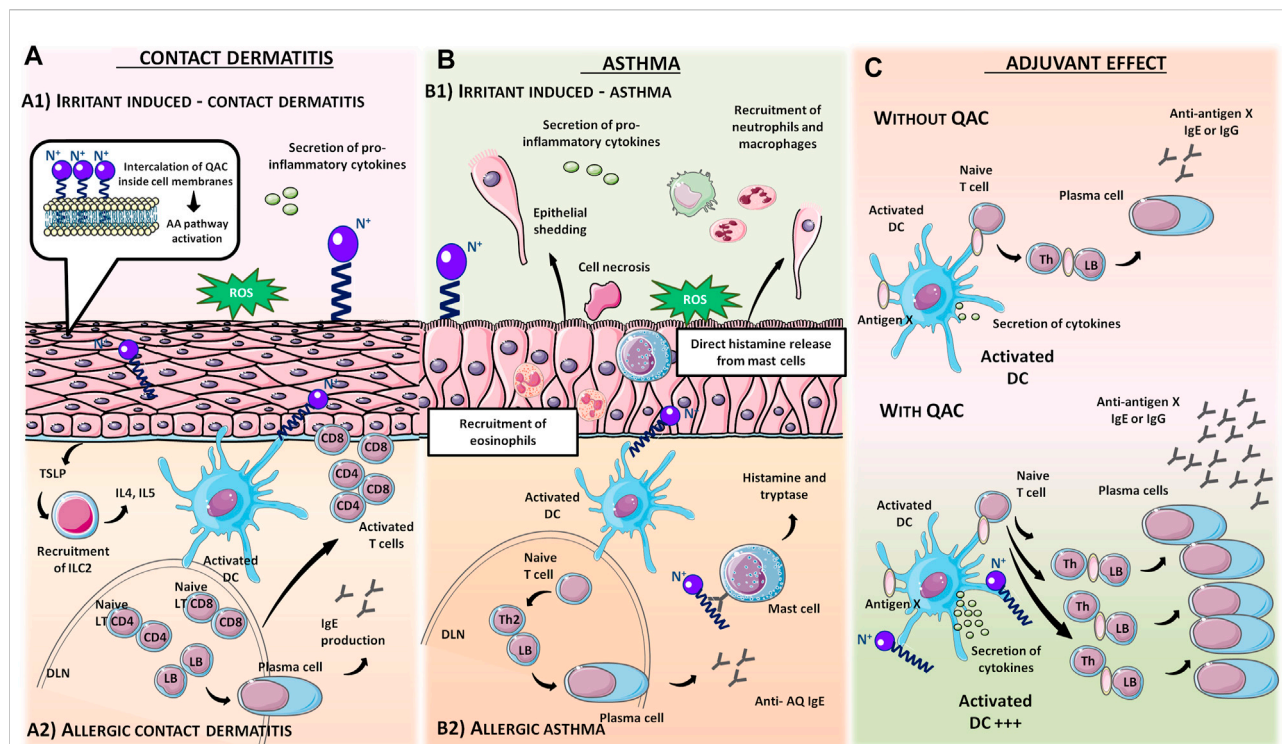 A
CONTACT DERMATITIS
A1) IRRITANT INDUCED - CONTACT DERMATITIS
N+ N+ N+
Intercalation of QAC
inside cell membranes
AA pathway
activation
Secretion of pro-
inflammatory cytokines
N+
ROS
N+
N+
TSLP
IL4, IL5
Recruitment
of ILC2
Activated
DC
CD8
CD8
CD4
CD8
CD4
Activated
T cells
Naive
LT
CD4
CD4
Naive
LT
CD8
CD8
LB
LB
DLN
Plasma cell
IgE
production
A2) ALLERGIC CONTACT DERMATITIS
B
ASTHMA
B1) IRRITANT INDUCED - ASTHMA
Secretion of pro-
inflammatory cytokines
Recruitment of
neutrophils and
macrophages
N+
Epithelial
shedding
Cell necrosis
ROS
Direct histamine release
from mast cells
Recruitment of
eosinophils
N+
Activated
DC
Histamine and
tryptase
Naive
T cell
N+
Mast cell
Th2
LB
DLN
Plasma cell
Anti- AQ IgE
B2) ALLERGIC ASTHMA
C
ADJUVANT EFFECT
WITHOUT QAC
Anti-antigen X
IgE or IgG
Naive
T cell
Plasma cell
Activated
DC
Th
LB
Antigen X
Secretion of cytokines
Activated
DC
WITH QAC
Anti-antigen X
IgE or IgG
Naive
T cell
Plasma cells
Activated
DC
N+
Th
LB
Antigen X
Th
LB
N+
Secretion of
cytokines
Th
LB
Activated
DC +++